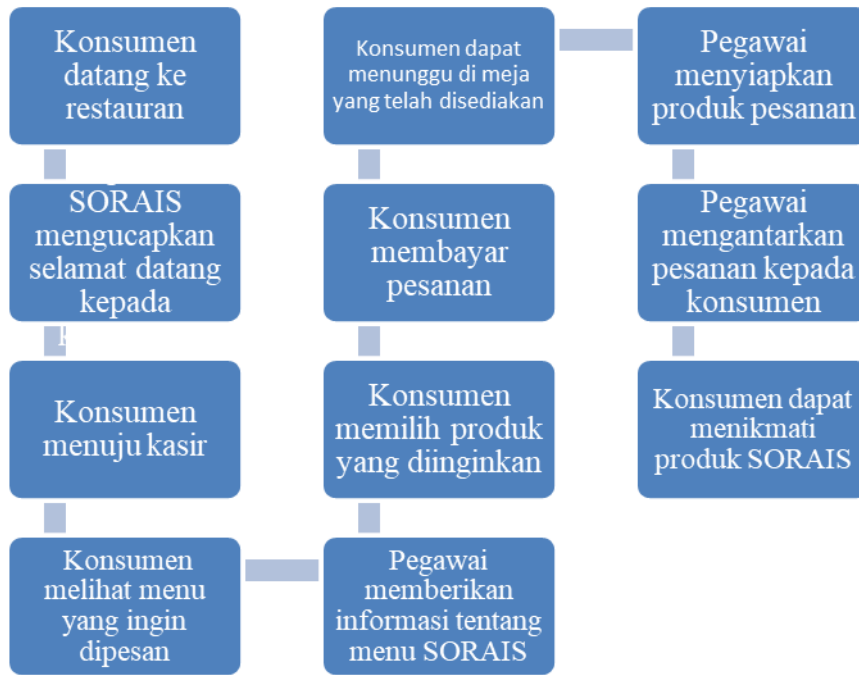 Konsumen
datang ke
restauran
SORAIS
mengucapkan
selamat datang
kepada
Konsumen
menuju kasir
Konsumen
melihat menu
yang ingin
dipesan
Pegawai
memberikan
informasi tentang
menu SORAIS
Konsumen
memilih produk
yang diinginkan
Konsumen
membayar
pesanan
Konsumen dapat
menunggu di meja
yang telah disediakan
Pegawai
menyiapkan
produk pesanan
Pegawai
mengantarkan
pesanan kepada
konsumen
Konsumen dapat
menikmati
produk SORAIS